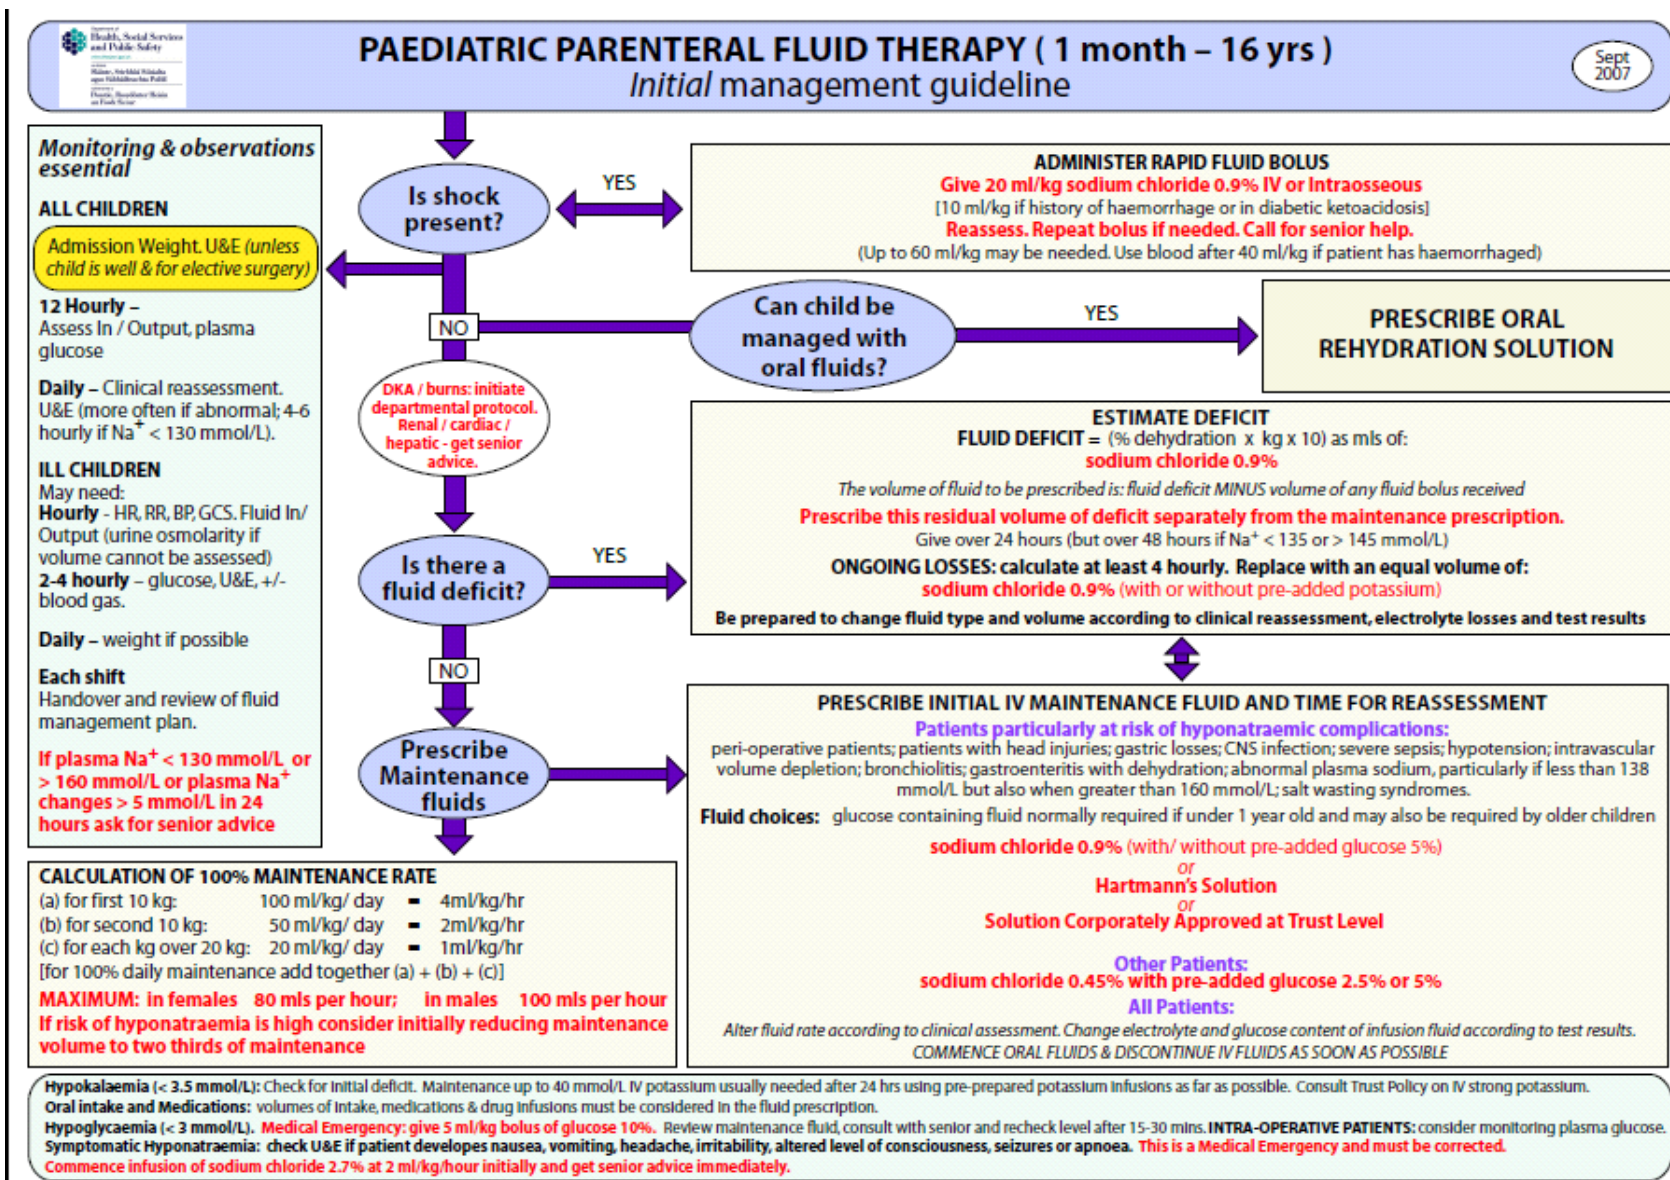 Health, Social Services
and Public Safety
PAEDIATRIC PARENTERAL FLUID THERAPY ( 1 month – 16 yrs )
Initial management guideline
Sept
2007
Monitoring & observations
essential
ALL CHILDREN
Admission Weight. U&E (unless
child is well & for elective surgery)
12 Hourly –
Assess In / Output, plasma
glucose
Daily – Clinical reassessment.
U&E (more often if abnormal; 4-6
hourly if Na+ < 130 mmol/L).
ILL CHILDREN
May need:
Hourly - HR, RR, BP, GCS. Fluid In/
Output (urine osmolarity if
volume cannot be assessed)
2-4 hourly – glucose, U&E, +/-
blood gas.
Daily – weight if possible
Each shift
Handover and review of fluid
management plan.
If plasma Na+ < 130 mmol/L or
> 160 mmol/L or plasma Na+
changes > 5 mmol/L in 24
hours ask for senior advice
Is shock
present?
YES
ADMINISTER RAPID FLUID BOLUS
Give 20 ml/kg sodium chloride 0.9% IV or Intraosseous
[10 ml/kg if history of haemorrhage or in diabetic ketoacidosis]
Reassess. Repeat bolus if needed. Call for senior help.
(Up to 60 ml/kg may be needed. Use blood after 40 ml/kg if patient has haemorrhaged)
NO
Can child be
managed with
oral fluids?
YES
PRESCRIBE ORAL
REHYDRATION SOLUTION
DKA / burns: initiate
departmental protocol.
Renal / cardiac /
hepatic - get senior
advice.
Is there a
fluid deficit?
YES
ESTIMATE DEFICIT
FLUID DEFICIT = (% dehydration x kg x 10) as mls of:
sodium chloride 0.9%
The volume of fluid to be prescribed is: fluid deficit MINUS volume of any fluid bolus received
Prescribe this residual volume of deficit separately from the maintenance prescription.
Give over 24 hours (but over 48 hours if Na+ < 135 or > 145 mmol/L)
ONGOING LOSSES: calculate at least 4 hourly. Replace with an equal volume of:
sodium chloride 0.9% (with or without pre-added potassium)
Be prepared to change fluid type and volume according to clinical reassessment, electrolyte losses and test results
NO
Prescribe
Maintenance
fluids
PRESCRIBE INITIAL IV MAINTENANCE FLUID AND TIME FOR REASSESSMENT
Patients particularly at risk of hyponatraemic complications:
peri-operative patients; patients with head injuries; gastric losses; CNS infection; severe sepsis; hypotension; intravascular
volume depletion; bronchiolitis; gastroenteritis with dehydration; abnormal plasma sodium, particularly if less than 138
mmol/L but also when greater than 160 mmol/L; salt wasting syndromes.
Fluid choices: glucose containing fluid normally required if under 1 year old and may also be required by older children
sodium chloride 0.9% (with/ without pre-added glucose 5%)
or
Hartmann's Solution
or
Solution Corporately Approved at Trust Level
Other Patients:
sodium chloride 0.45% with pre-added glucose 2.5% or 5%
All Patients:
Alter fluid rate according to clinical assessment. Change electrolyte and glucose content of infusion fluid according to test results.
COMMENCE ORAL FLUIDS & DISCONTINUE IV FLUIDS AS SOON AS POSSIBLE
CALCULATION OF 100% MAINTENANCE RATE
(a) for first 10 kg: 100 ml/kg/ day = 4ml/kg/hr
(b) for second 10 kg: 50 ml/kg/ day = 2ml/kg/hr
(c) for each kg over 20 kg: 20 ml/kg/ day = 1ml/kg/hr
[for 100% daily maintenance add together (a) + (b) + (c)]
MAXIMUM: in females 80 mls per hour; in males 100 mls per hour
If risk of hyponatraemia is high consider initially reducing maintenance
volume to two thirds of maintenance
Hypokalaemia (< 3.5 mmol/L): Check for initial deficit. Maintenance up to 40 mmol/L IV potassium usually needed after 24 hrs using pre-prepared potassium infusions as far as possible. Consult Trust Policy on IV strong potassium.
Oral intake and Medications: volumes of intake, medications & drug infusions must be considered in the fluid prescription.
Hypoglycaemia (< 3 mmol/L). Medical Emergency: give 5 ml/kg bolus of glucose 10%. Review maintenance fluid, consult with senior and recheck level after 15-30 mins. INTRA-OPERATIVE PATIENTS: consider monitoring plasma glucose.
Symptomatic Hyponatraemia: check U&E if patient developes nausea, vomiting, headache, irritability, altered level of consciousness, seizures or apnoea. This is a Medical Emergency and must be corrected.
Commence infusion of sodium chloride 2.7% at 2 ml/kg/hour initially and get senior advice immediately.